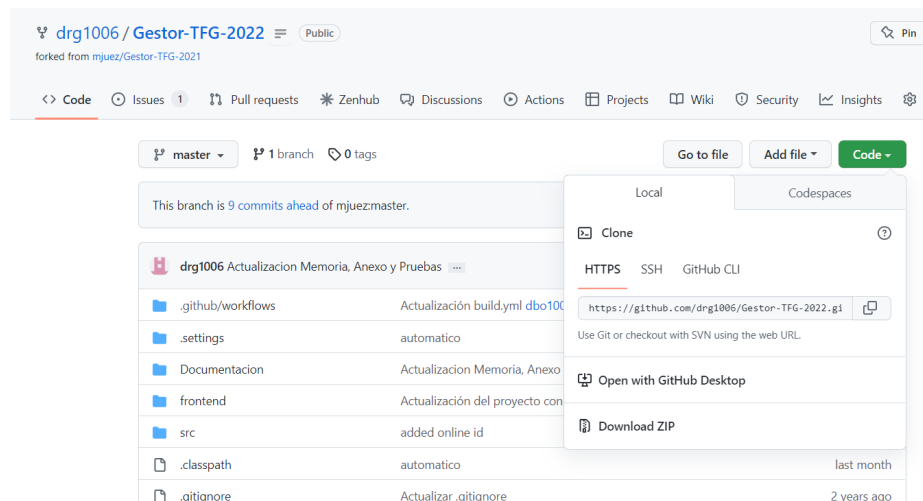 drg1006 / Gestor-TFG-2022 Public Pin
forked from mjuez/Gestor-TFG-2021
Code Issues 1 Pull requests Zenhub Discussions Actions Projects Wiki Security Insights
master 1 branch 0 tags Go to file Add file Code
Local Codespaces
This branch is 9 commits ahead of mjuez:master.
Clone
HTTPS SSH GitHub CLI
https://github.com/drg1006/Gestor-TFG-2022.gi
Use Git or checkout with SVN using the web URL.
Open with GitHub Desktop
Download ZIP
drg1006 Actualizacion Memoria, Anexo y Pruebas ...
.github/workflows Actualización build.yml dbo100
.settings automatico
Documentacion Actualizacion Memoria, Anexo
frontend Actualización del proyecto con
src added online id
.classpath automatico last month
.gitignore Actualizar .gitignore 2 years ago